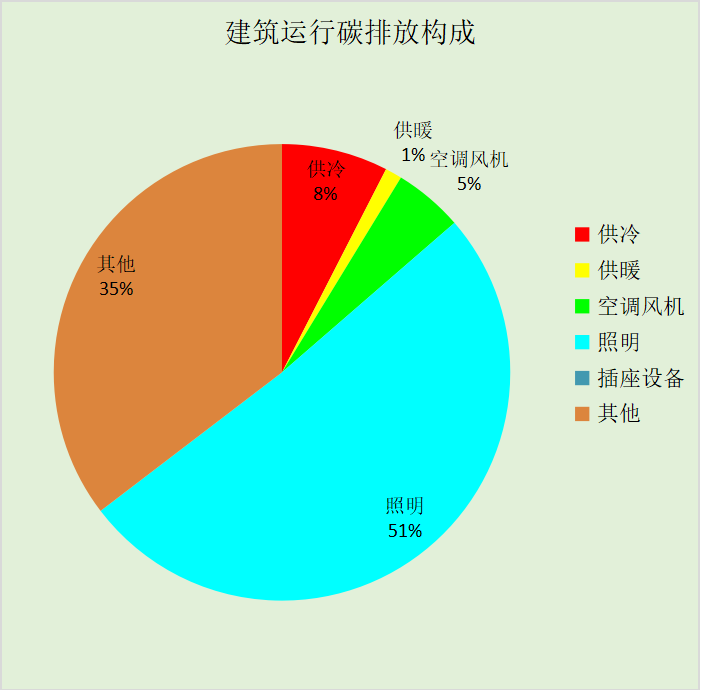 建筑运行碳排放构成
供暖
1%
空调风机
5%
供冷
8%
其他
35%
照明
51%
供冷
供暖
空调风机
照明
插座设备
其他